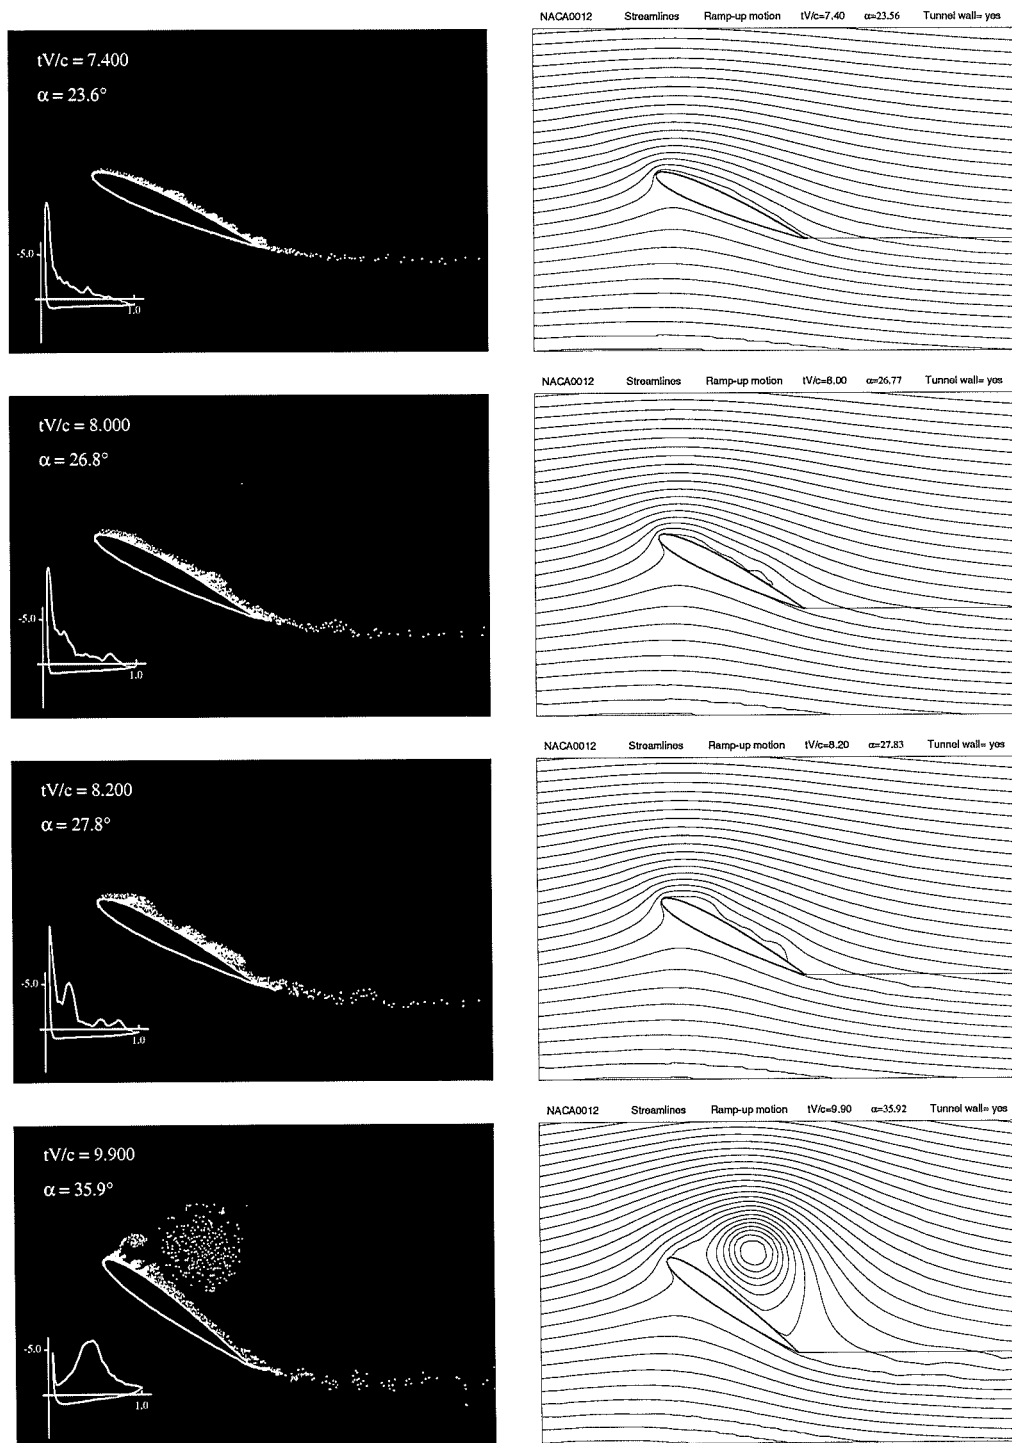 NACA0012 Streamlines Ramp-up motion tV/c=7.40 α=23.56 Tunnel wall= yes
tV/c = 7.400
α = 23.6°
-5.0
1.0
NACA0012 Streamlines Ramp-up motion tV/c=8.00 α=26.77 Tunnel wall= yes
tV/c = 8.000
α = 26.8°
-5.0
1.0
NACA0012 Streamlines Ramp-up motion tV/c=8.20 α=27.83 Tunnel wall= yes
tV/c = 8.200
α = 27.8°
-5.0
1.0
NACA0012 Streamlines Ramp-up motion tV/c=9.90 α=35.92 Tunnel wall= yes
tV/c = 9.900
α = 35.9°
-5.0
1.0